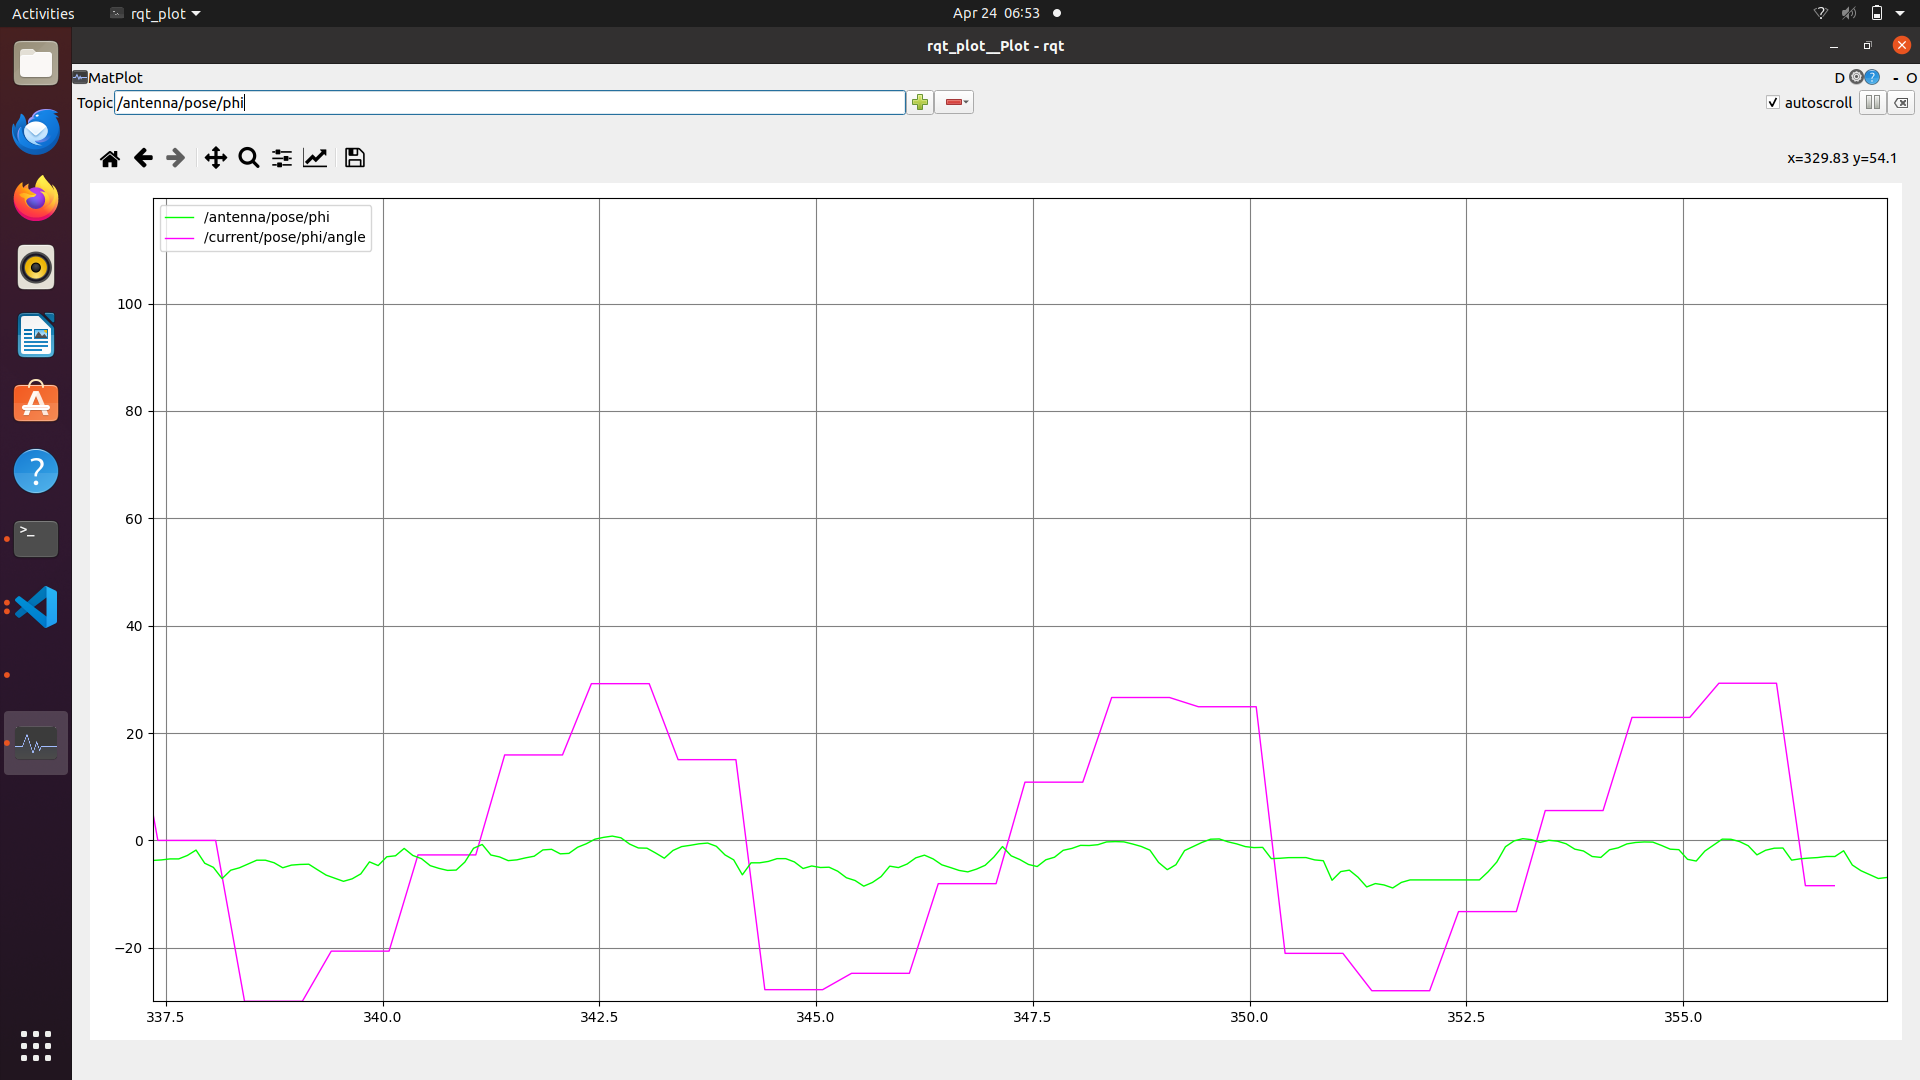 Activities
rqt_plot
Apr 24 06:53
rqt_plot__Plot - rqt
MatPlot
D
- O
Topic /antenna/pose/phi
autoscroll
x=329.83 y=54.1
/antenna/pose/phi
/current/pose/phi/angle
100
80
60
40
20
0
−20
337.5 340.0 342.5 345.0 347.5 350.0 352.5 355.0